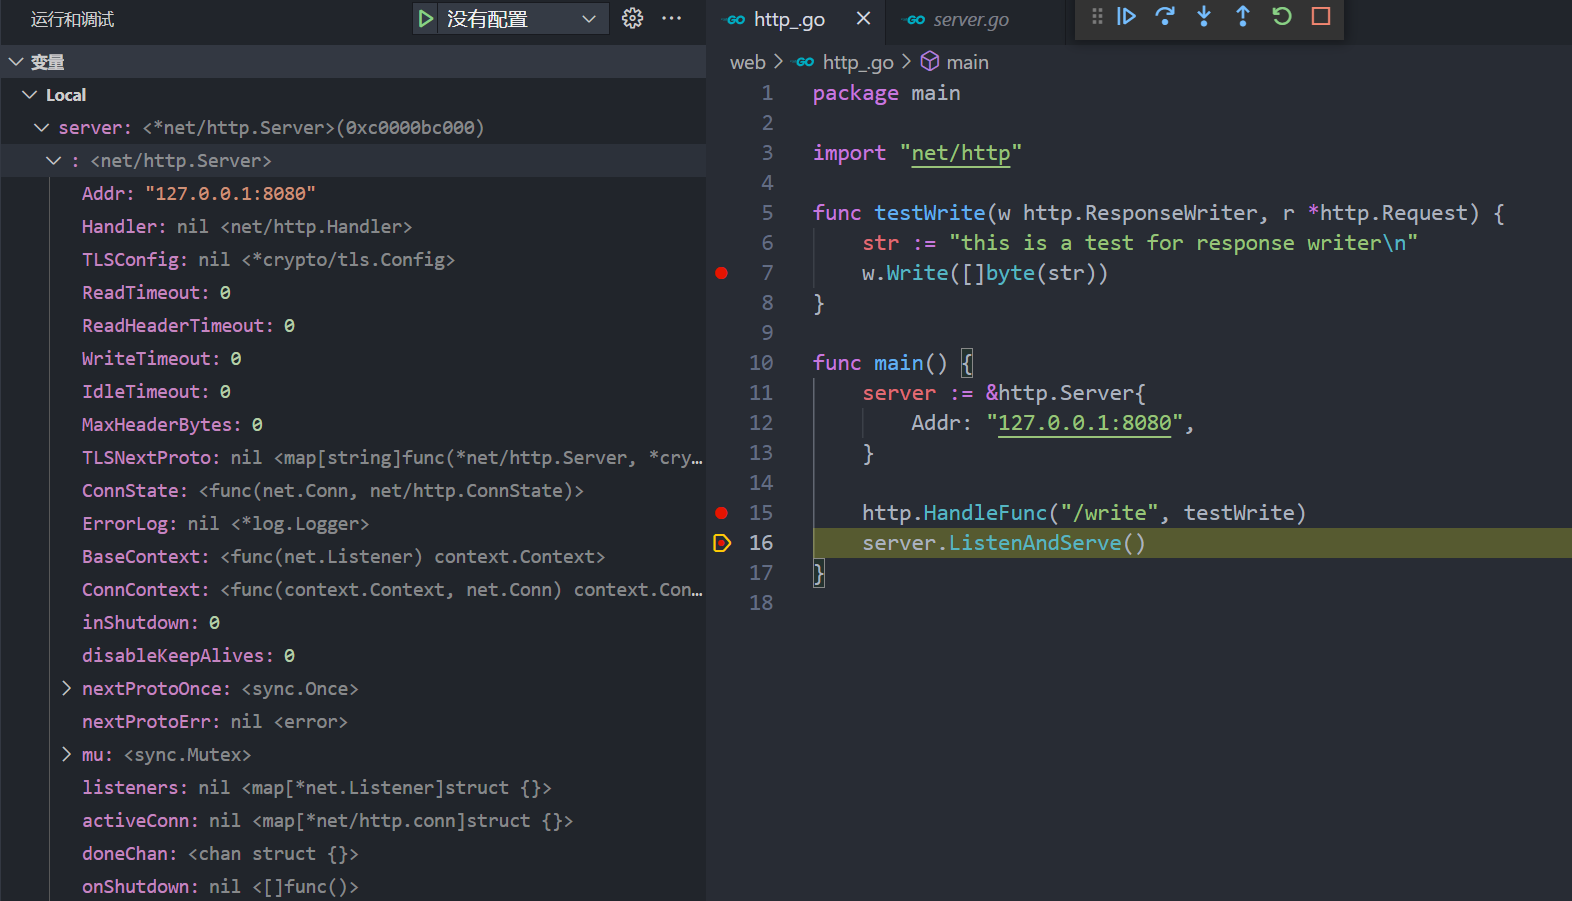 运行和调试
没有配置
变量
Local
server: <*net/http.Server>(0xc0000bc000)
: <net/http.Server>
Addr: "127.0.0.1:8080"
Handler: nil <net/http.Handler>
TLSConfig: nil <*crypto/tls.Config>
ReadTimeout: 0
ReadHeaderTimeout: 0
WriteTimeout: 0
IdleTimeout: 0
MaxHeaderBytes: 0
TLSNextProto: nil <map[string]func(*net/http.Server, *cry…
ConnState: <func(net.Conn, net/http.ConnState)>
ErrorLog: nil <*log.Logger>
BaseContext: <func(net.Listener) context.Context>
ConnContext: <func(context.Context, net.Conn) context.Con…
inShutdown: 0
disableKeepAlives: 0
nextProtoOnce: <sync.Once>
nextProtoErr: nil <error>
mu: <sync.Mutex>
listeners: nil <map[*net.Listener]struct {}>
activeConn: nil <map[*net/http.conn]struct {}>
doneChan: <chan struct {}>
onShutdown: nil <[]func()>
GO http_.go
GO server.go
web > GO http_.go > main
1 package main
2
3 import "net/http"
4
5 func testWrite(w http.ResponseWriter, r *http.Request) {
6 str := "this is a test for response writer\n"
7 w.Write([]byte(str))
8 }
9
10 func main() {
11 server := &http.Server{
12 Addr: "127.0.0.1:8080",
13 }
14
15 http.HandleFunc("/write", testWrite)
16 server.ListenAndServe()
17 }
18